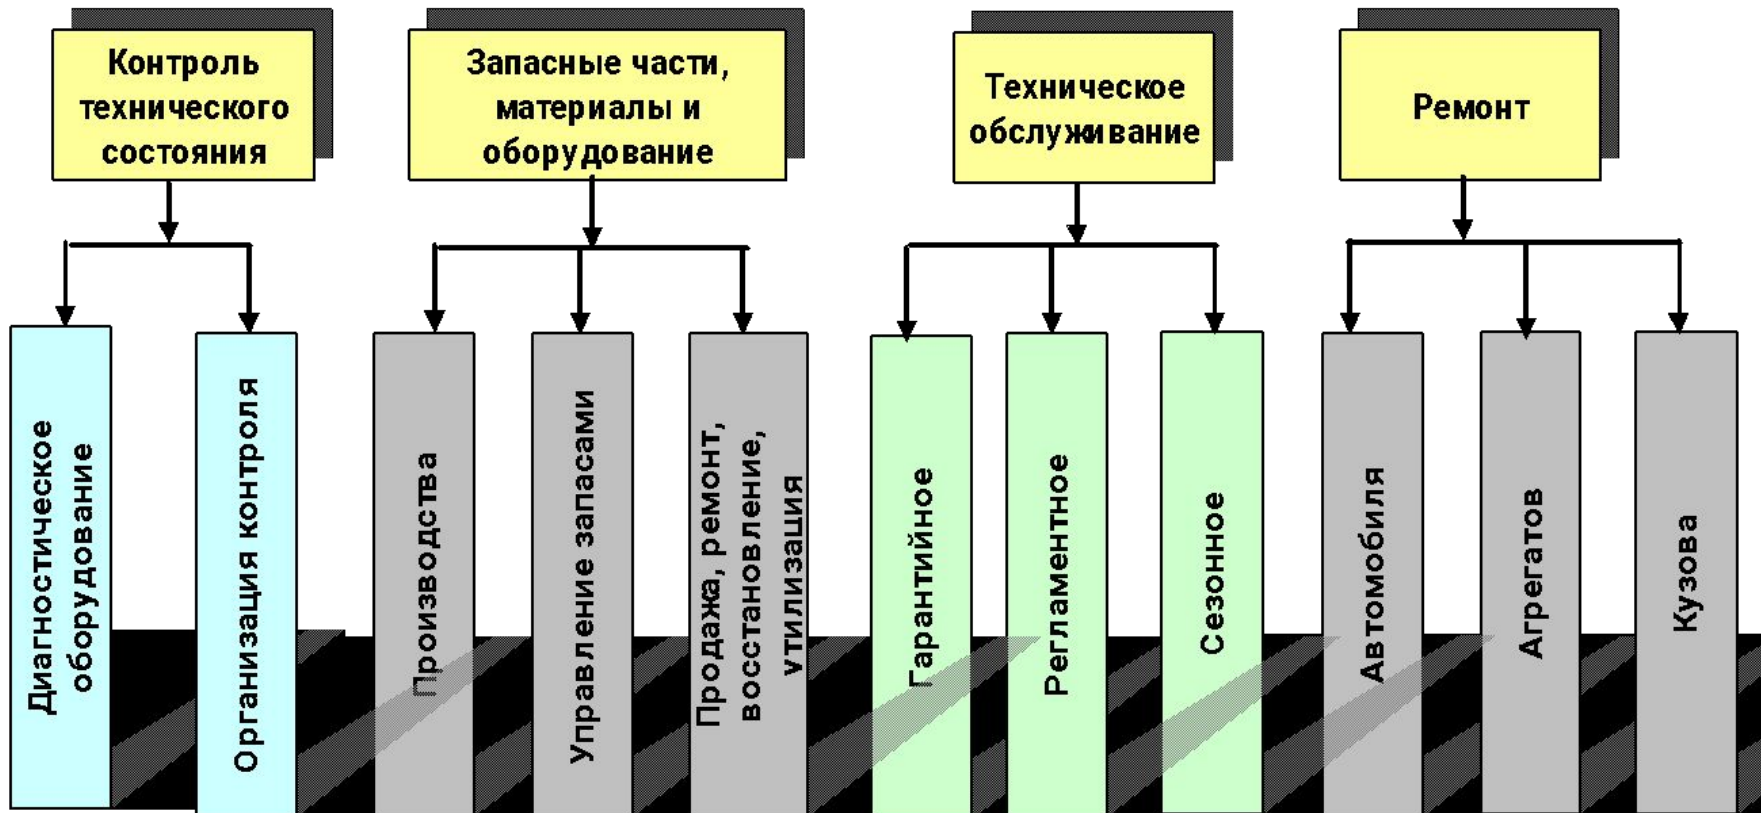 Контроль
технического
состояния
Запасные части,
материалы и
оборудование
Техническое
обслуживание
Ремонт
Диагностическое
оборудование
Организация контроля
Производства
Управление запасами
Продажа, ремонт,
восстановление,
утилизация
Гарантийное
Регламентное
Сезонное
Автомобиля
Агрегатов
Кузова